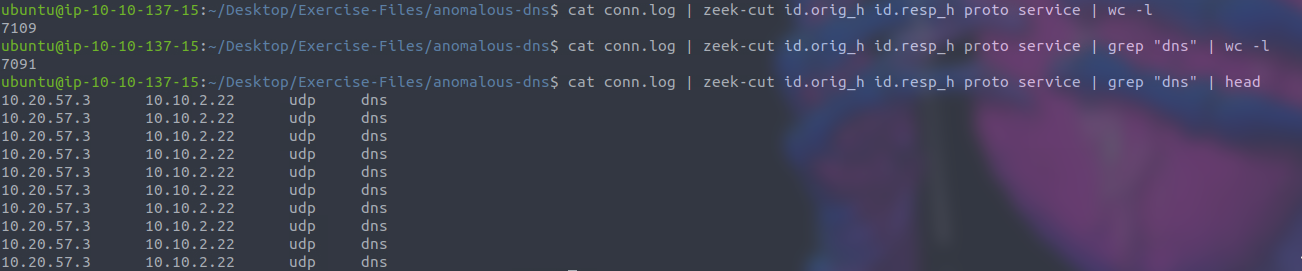 ubuntu@ip-10-10-137-15:~/Desktop/Exercise-Files/anomalous-dns$ cat conn.log | zeek-cut id.orig_h id.resp_h proto service | wc -l
7109
ubuntu@ip-10-10-137-15:~/Desktop/Exercise-Files/anomalous-dns$ cat conn.log | zeek-cut id.orig_h id.resp_h proto service | grep "dns" | wc -l
7091
ubuntu@ip-10-10-137-15:~/Desktop/Exercise-Files/anomalous-dns$ cat conn.log | zeek-cut id.orig_h id.resp_h proto service | grep "dns" | head
10.20.57.3      10.10.2.22      udp     dns
10.20.57.3      10.10.2.22      udp     dns
10.20.57.3      10.10.2.22      udp     dns
10.20.57.3      10.10.2.22      udp     dns
10.20.57.3      10.10.2.22      udp     dns
10.20.57.3      10.10.2.22      udp     dns
10.20.57.3      10.10.2.22      udp     dns
10.20.57.3      10.10.2.22      udp     dns
10.20.57.3      10.10.2.22      udp     dns
10.20.57.3      10.10.2.22      udp     dns